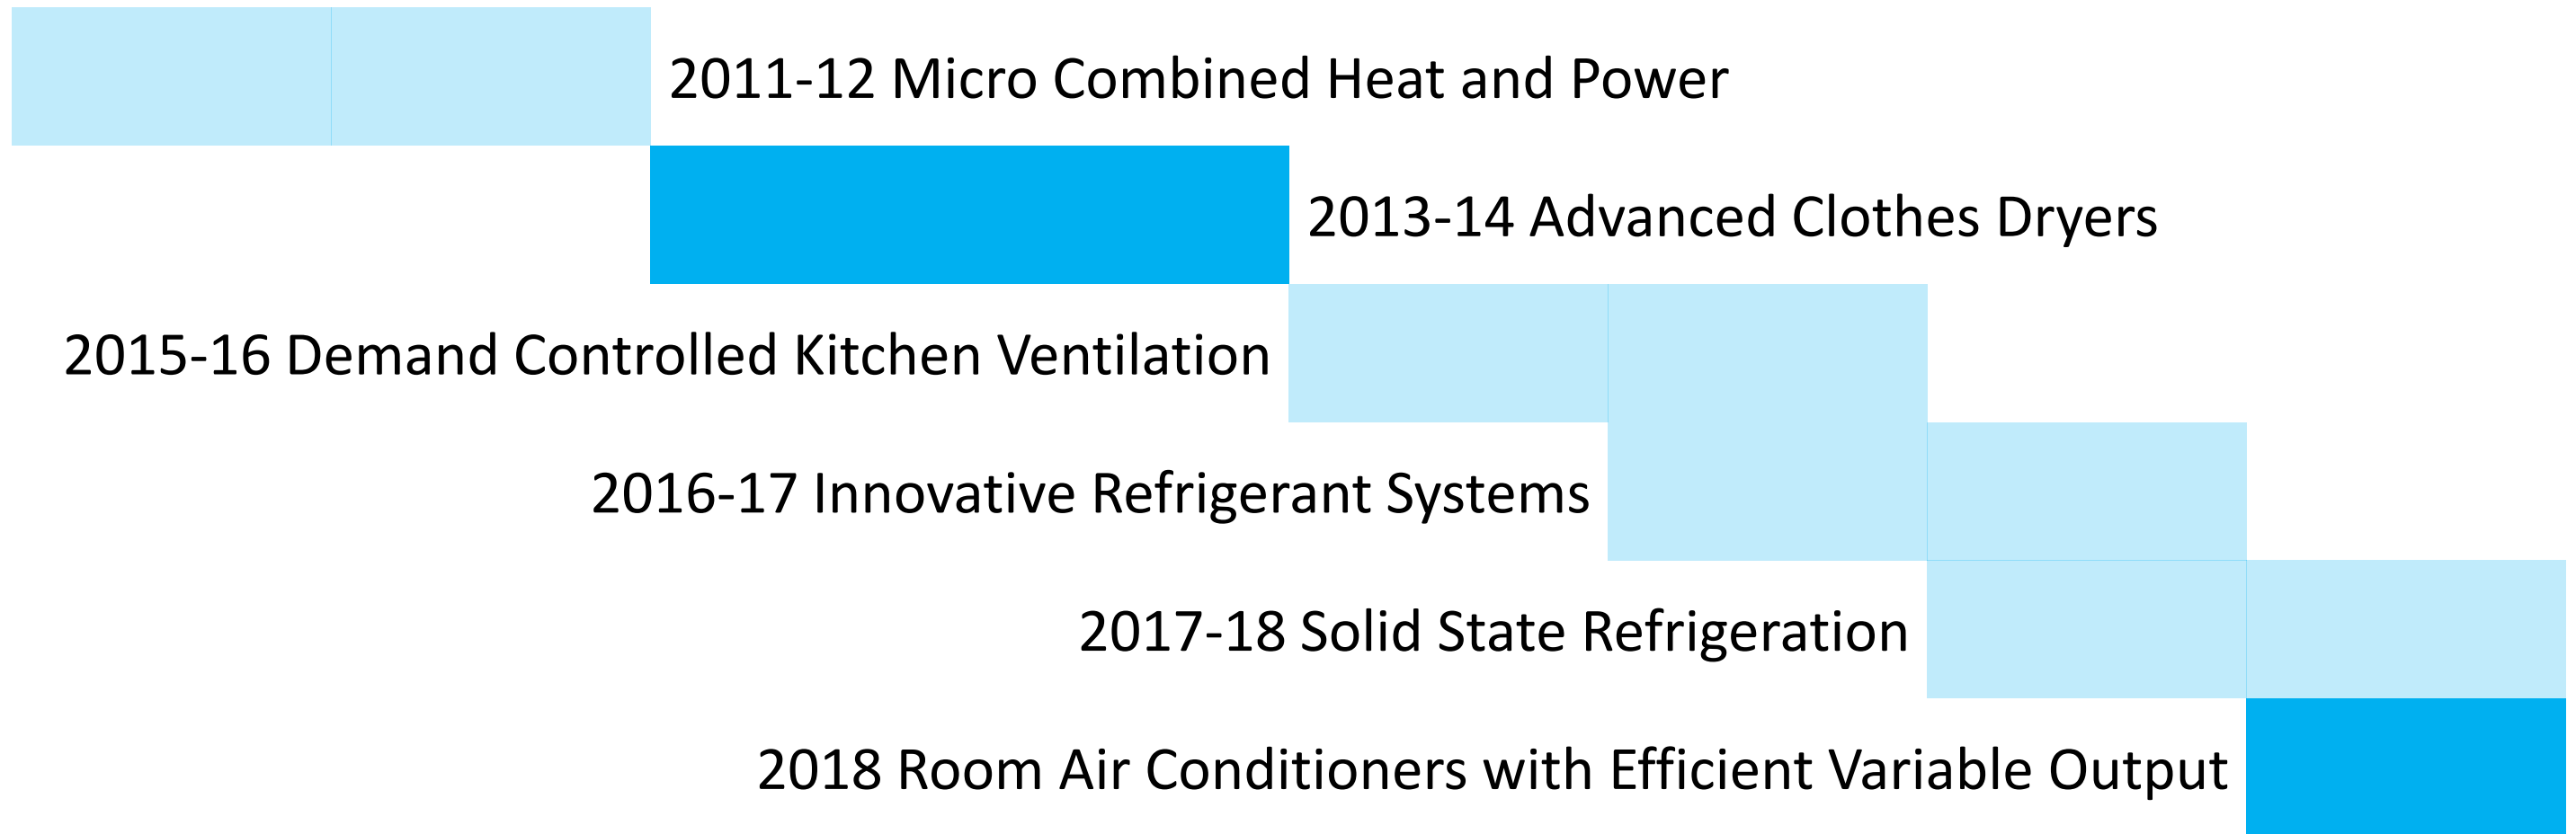 2011-12 Micro Combined Heat and Power
2013-14 Advanced Clothes Dryers
2015-16 Demand Controlled Kitchen Ventilation
2016-17 Innovative Refrigerant Systems
2017-18 Solid State Refrigeration
2018 Room Air Conditioners with Efficient Variable Output